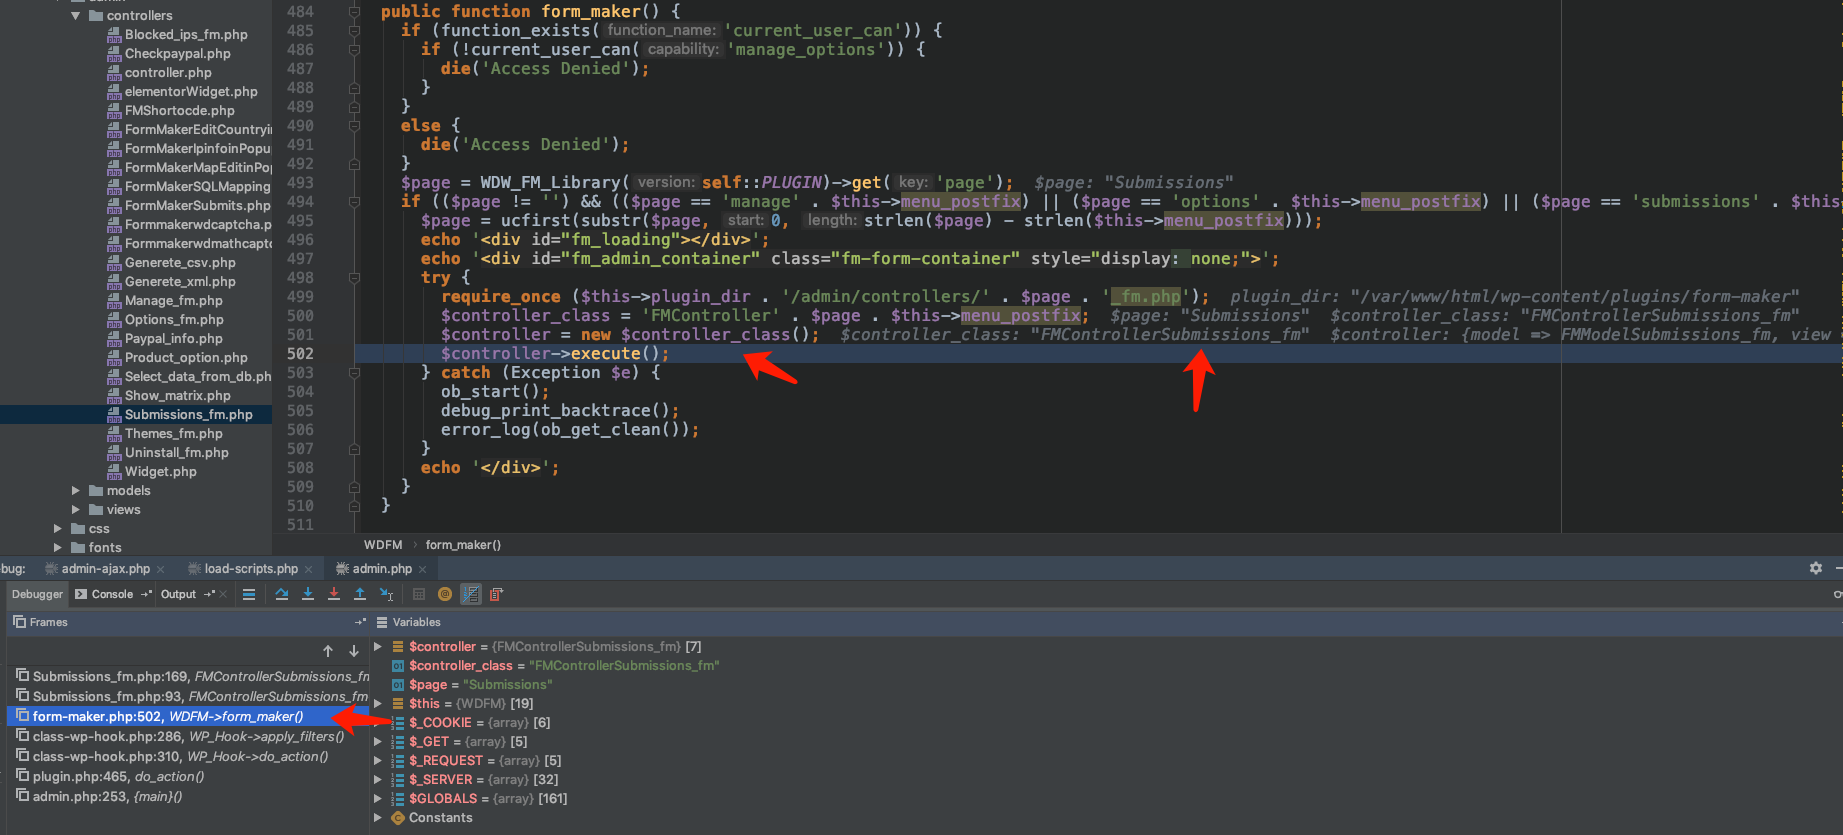 controllers
Blocked_ips_fm.php
Checkpaypal.php
controller.php
elementorWidget.php
FMShortocde.php
FormMakerEditCountryi
FormMakerIpinfoinPopu
FormMakerMapEditinPo
FormMakerSQLMapping
FormMakerSubmits.php
Formmakerwdcaptcha.p
Formmakerwdmathcapto
Generete_csv.php
Generete_xml.php
Manage_fm.php
Options_fm.php
Paypal_info.php
Product_option.php
Select_data_from_db.ph
Show_matrix.php
Submissions_fm.php
Themes_fm.php
Uninstall_fm.php
Widget.php
models
views
css
fonts
484 public function form_maker() {
485 if (function_exists( function_name: 'current_user_can')) {
486 if (!current_user_can( capability: 'manage_options')) {
487 die('Access Denied');
488 }
489 }
490 else {
491 die('Access Denied');
492 }
493 $page = WDW_FM_Library( version: self::PLUGIN)->get( key: 'page'); $page: "Submissions"
494 if (($page != '') && (($page == 'manage' . $this->menu_postfix) || ($page == 'options' . $this->menu_postfix) || ($page == 'submissions' . $this
495 $page = ucfirst(substr($page, start: 0, length: strlen($page) - strlen($this->menu_postfix)));
496 echo '<div id="fm_loading"></div>';
497 echo '<div id="fm_admin_container" class="fm-form-container" style="display: none;">';
498 try {
499 require_once ($this->plugin_dir . '/admin/controllers/' . $page . '_fm.php'); plugin_dir: "/var/www/html/wp-content/plugins/form-maker"
500 $controller_class = 'FMController' . $page . $this->menu_postfix; $page: "Submissions" $controller_class: "FMControllerSubmissions_fm"
501 $controller = new $controller_class(); $controller_class: "FMControllerSubmissions_fm" $controller: {model => FMModelSubmissions_fm, view
502 $controller->execute();
503 } catch (Exception $e) {
504 ob_start();
505 debug_print_backtrace();
506 error_log(ob_get_clean());
507 }
508 echo '</div>';
509 }
510 }
511
WDFM › form_maker()
bug: admin-ajax.php × load-scripts.php × admin.php ×
Debugger Console Output
Frames
Submissions_fm.php:169, FMControllerSubmissions_fn
Submissions_fm.php:93, FMControllerSubmissions_fm
form-maker.php:502, WDFM->form_maker()
class-wp-hook.php:286, WP_Hook->apply_filters()
class-wp-hook.php:310, WP_Hook->do_action()
plugin.php:465, do_action()
admin.php:253, {main}()
Variables
$controller = {FMControllerSubmissions_fm} [7]
$controller_class = "FMControllerSubmissions_fm"
$page = "Submissions"
$this = {WDFM} [19]
$_COOKIE = {array} [6]
$_GET = {array} [5]
$_REQUEST = {array} [5]
$_SERVER = {array} [32]
$GLOBALS = {array} [161]
Constants